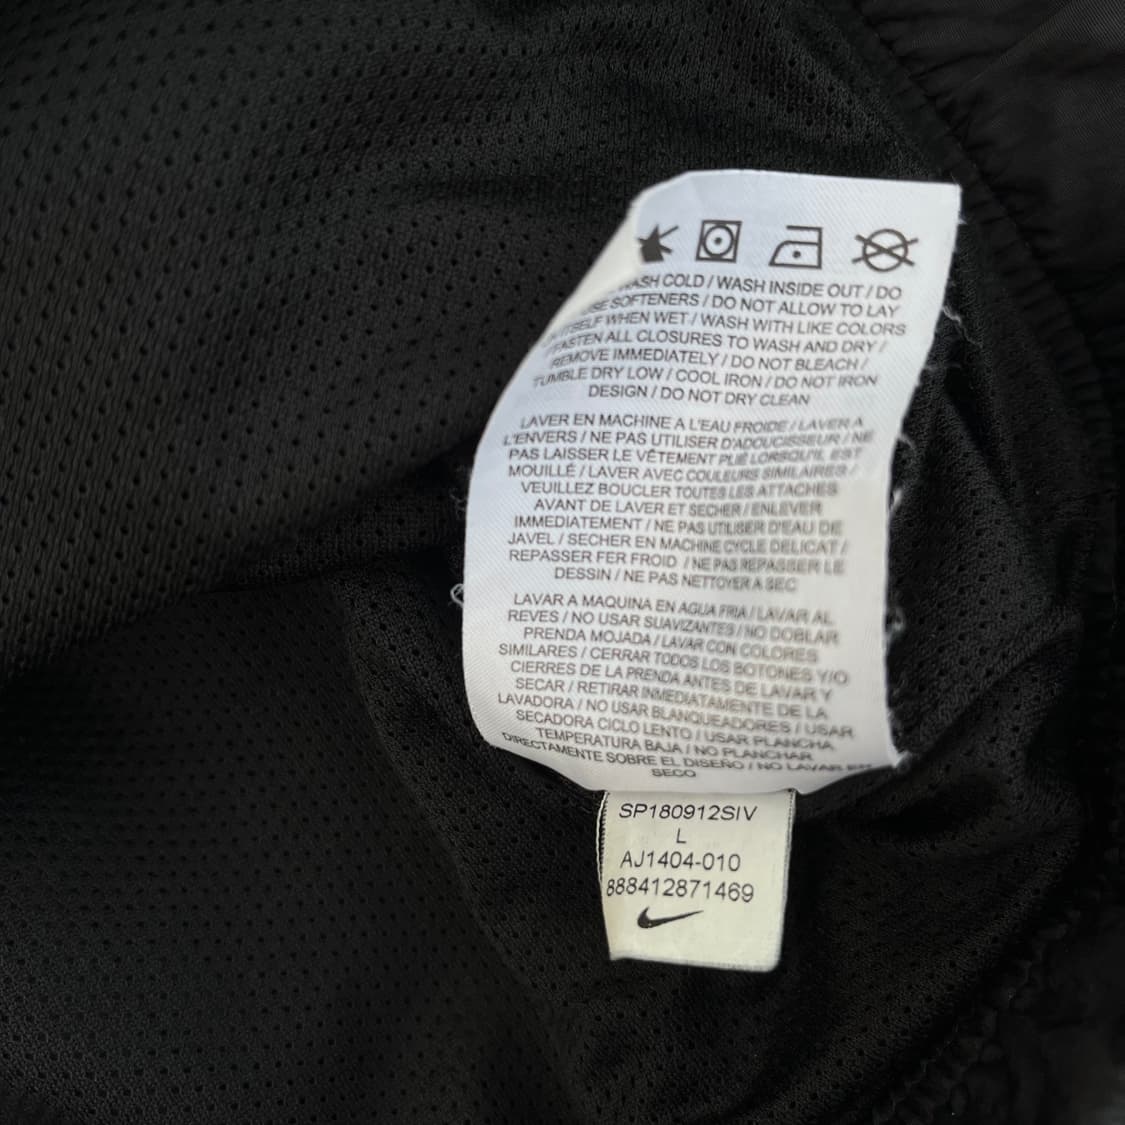 WASH COLD / WASH INSIDE OUT / DO
SOFTENERS / DO NOT ALLOW TO LAY
ITSELF WHEN WET / WASH WITH LIKE COLORS
FASTEN ALL CLOSURES TO WASH AND DRY /
REMOVE IMMEDIATELY / DO NOT BLEACH /
TUMBLE DRY LOW / COOL IRON / DO NOT IRON
DESIGN / DO NOT DRY CLEAN
LAVER EN MACHINE A L'EAU FROIDE / LAVER A
L'ENVERS / NE PAS UTILISER D'ADOUCISSEUR / NE
PAS LAISSER LE VÊTEMENT PLIÉ LORSQU'IL EST
MOUILLÉ / LAVER AVEC COULEURS SIMILAIRES /
VEUILLEZ BOUCLER TOUTES LES ATTACHES
AVANT DE LAVER ET SECHER / ENLEVER
IMMEDIATEMENT / NE PAS UTILISER D'EAU DE
JAVEL / SECHER EN MACHINE CYCLE DELICAT /
REPASSER FER FROID / NE PAS REPASSER LE
DESSIN / NE PAS NETTOYER A SEC
LAVAR A MAQUINA EN AGUA FRIA / LAVAR AL
REVES / NO USAR SUAVIZANTES / NO DOBLAR
PRENDA MOJADA / LAVAR CON COLORES
SIMILARES / CERRAR TODOS LOS BOTONES Y/O
CIERRES DE LA PRENDA ANTES DE LAVAR Y
SECAR / RETIRAR INMEDIATAMENTE DE LA
LAVADORA / NO USAR BLANQUEADORES / USAR
SECADORA CICLO LENTO / USAR PLANCHA
TEMPERATURA BAJA / NO PLANCHAR
DIRECTAMENTE SOBRE EL DISEÑO / NO LAVAR EN
SECO
SP180912SIV
L
AJ1404-010
888412871469